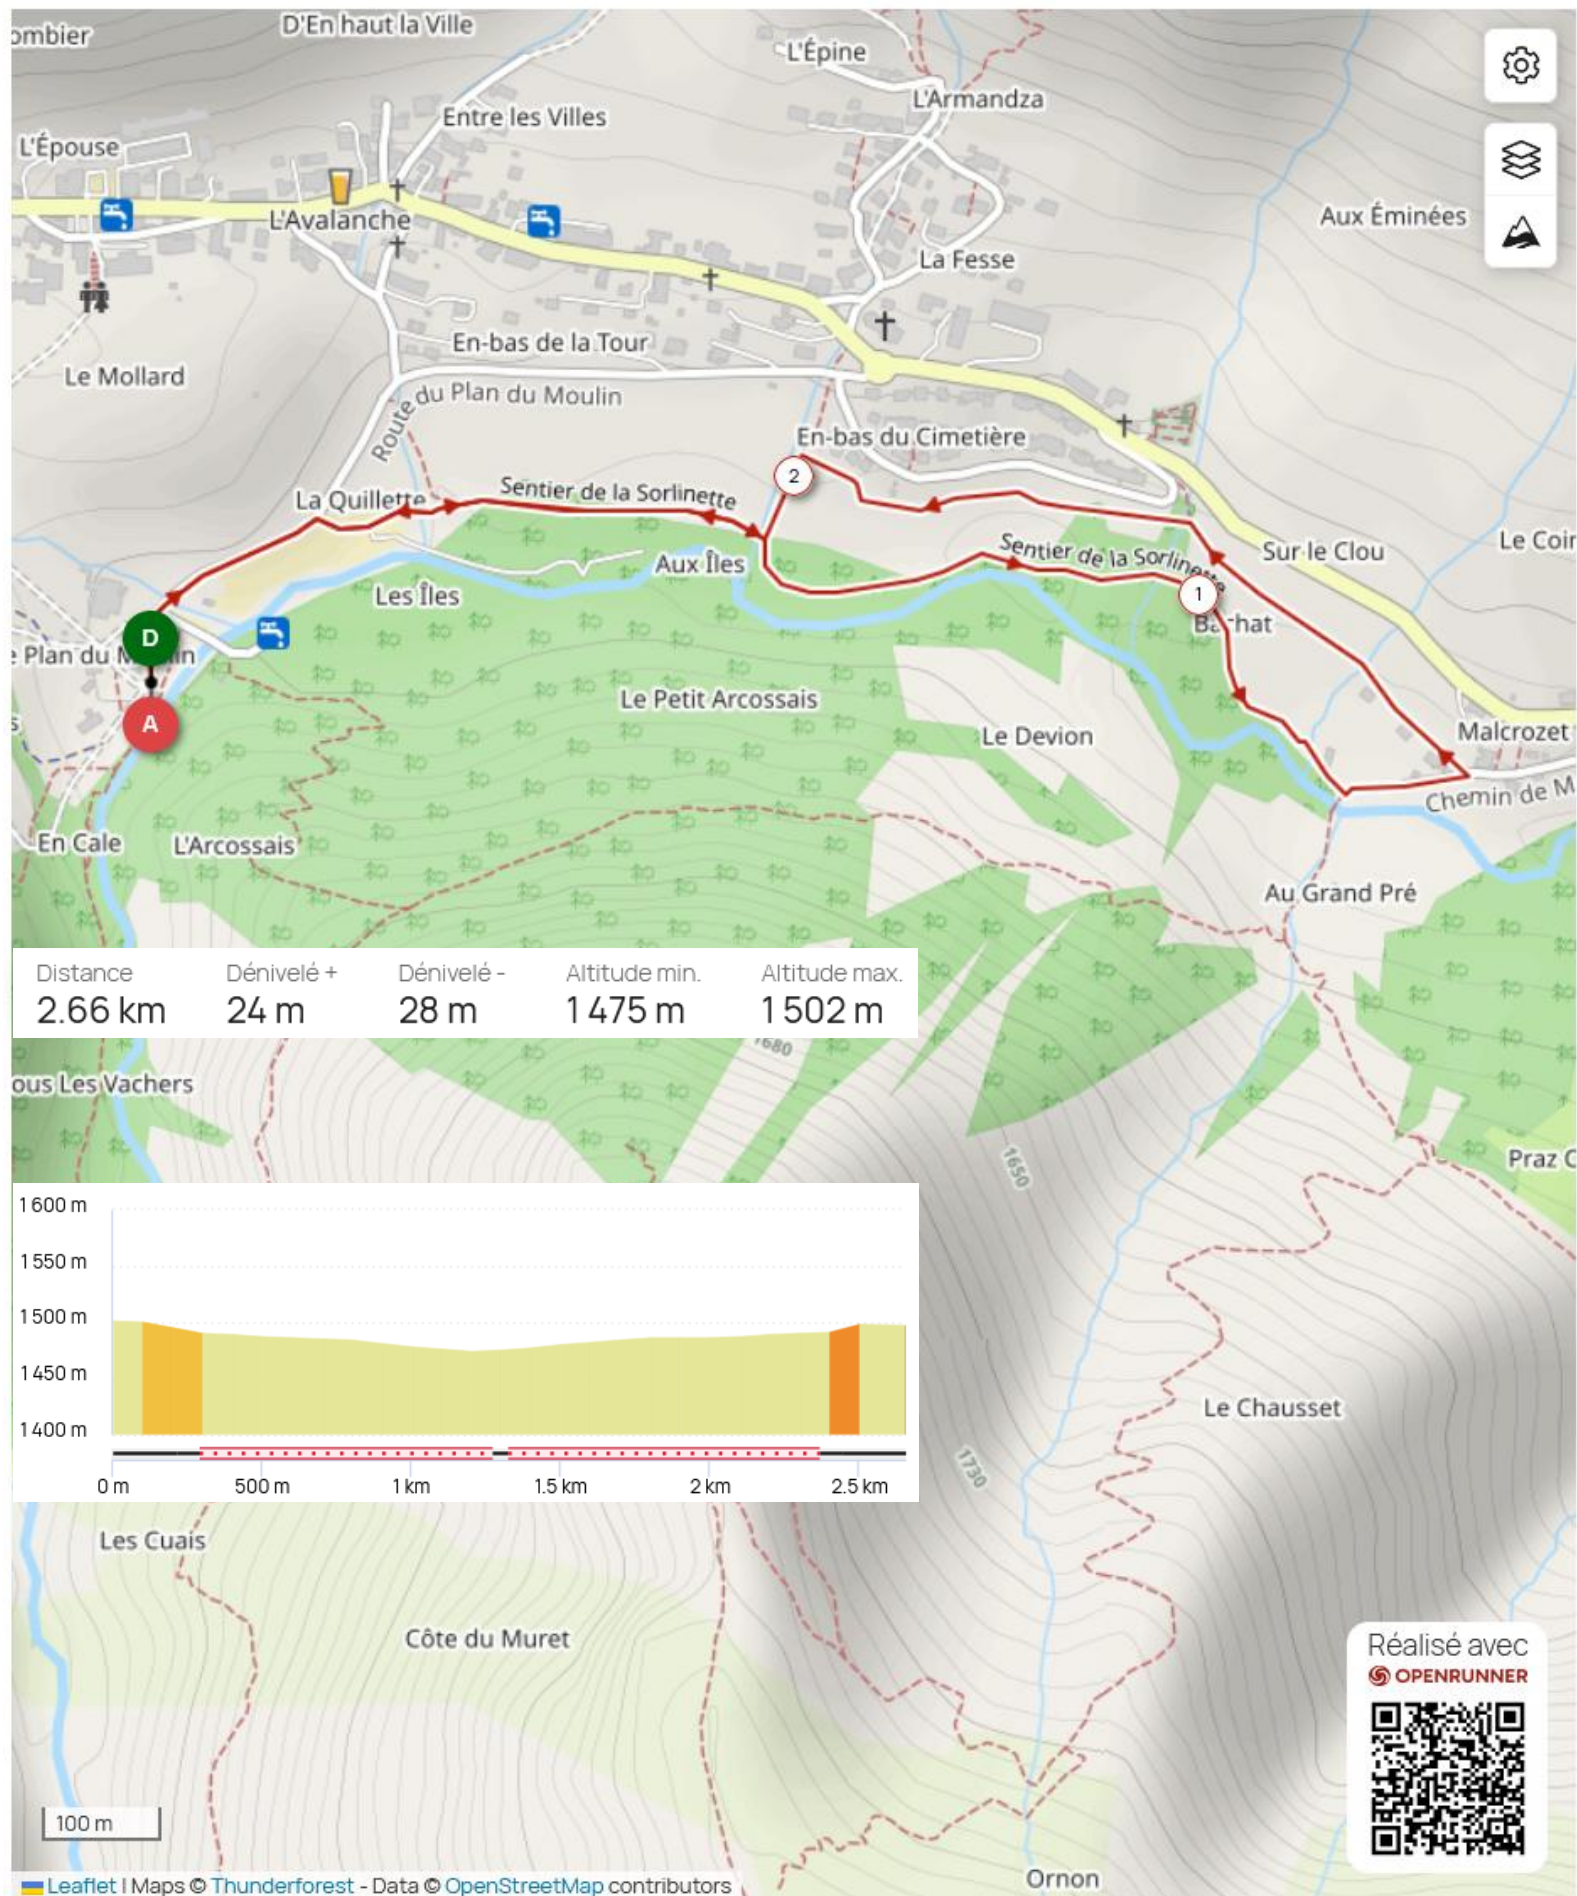 ombier
D'En haut la Ville
L'Épine
L'Armandza
Entre les Villes
L'Épouse
L'Avalanche
Aux Éminées
La Fesse
En-bas de la Tour
Le Mollard
Route du Plan du Moulin
En-bas du Cimetière
2
La Quillette
Sentier de la Sorlinette
Aux Îles
Sentier de la Sorlinette
Sur le Clou
Le Coin
Les Îles
1
Bachat
D
e Plan du Moulin
A
Le Petit Arcossais
Le Devion
Malcrozet
Chemin de M
En Cale
L'Arcossais
Au Grand Pré
Distance
Dénivelé +
Dénivelé -
Altitude min.
Altitude max.
2.66 km
24 m
28 m
1 475 m
1 502 m
1680
ous Les Vachers
1650
Praz C
1 600 m
1 550 m
1 500 m
1 450 m
1 400 m
0 m
500 m
1 km
1.5 km
2 km
2.5 km
Le Chausset
1730
Les Cuais
Côte du Muret
Réalisé avec
OPENRUNNER
100 m
Ornon
Leaflet | Maps © Thunderforest - Data © OpenStreetMap contributors